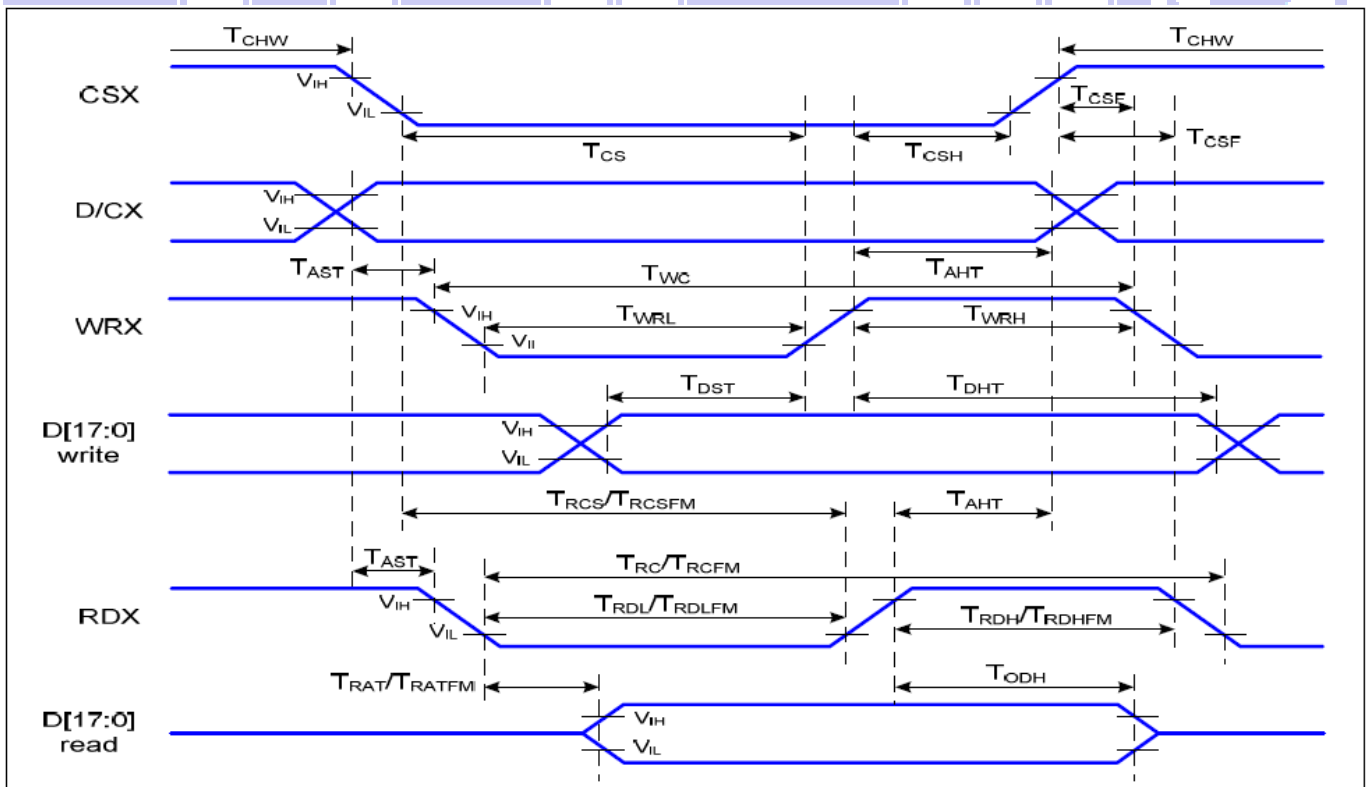 TCHW
TCHW
CSX
VIH
VIL
TCSF
TCSF
TCS
TCSH
D/CX
VIH
VIL
TAST
TWC
TAHT
WRX
VIH
TWRL
TWRH
VIl
TDST
TDHT
D[17:0]
write
VIH
VIL
TRCS/TRCSFM
TAHT
TAST
TRC/TRCFM
RDX
VIH
TRDL/TRDLFM
TRDH/TRDHFM
VIL
TRAT/TRATFM
TODH
D[17:0]
read
VIH
VIL